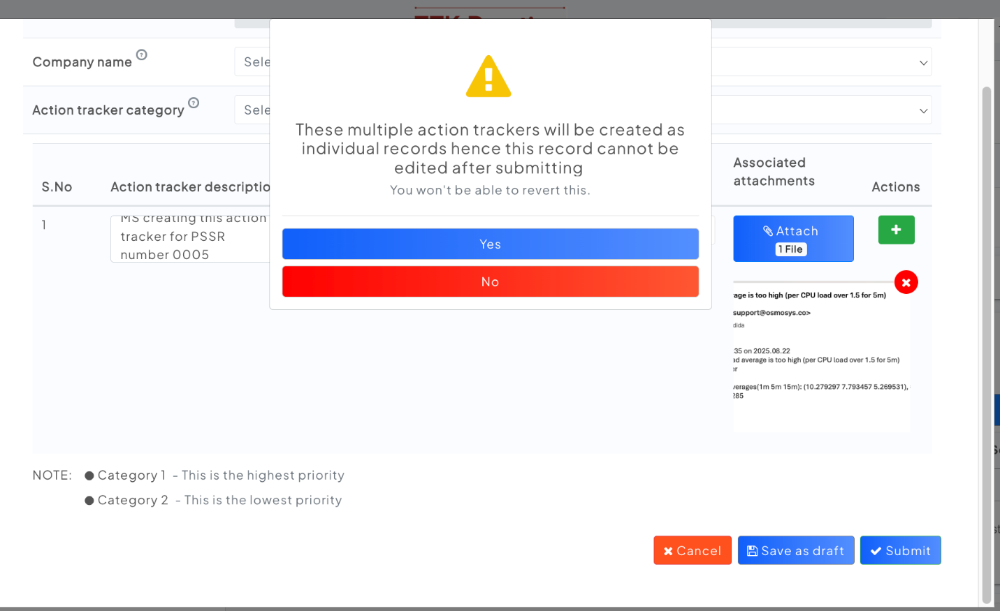 Company name
Sele
Action tracker category
Sele
These multiple action trackers will be created as
individual records hence this record cannot be
edited after submitting
You won't be able to revert this.
Yes
No
S.No
Action tracker descriptio
Associated
attachments
Actions
1
MS creating this action
tracker for PSSR
number 0005
Attach
1 File
age is too high (per CPU load over 1.5 for 5m)
support@osmosys.co>
dida
35 on 2025.08.22
ad average is too high (per CPU load over 1.5 for 5m)
er
verages(1m 5m 15m): (10.279297 7.793457 5.269531),
285
NOTE: ● Category 1 - This is the highest priority
● Category 2 - This is the lowest priority
Cancel
Save as draft
Submit